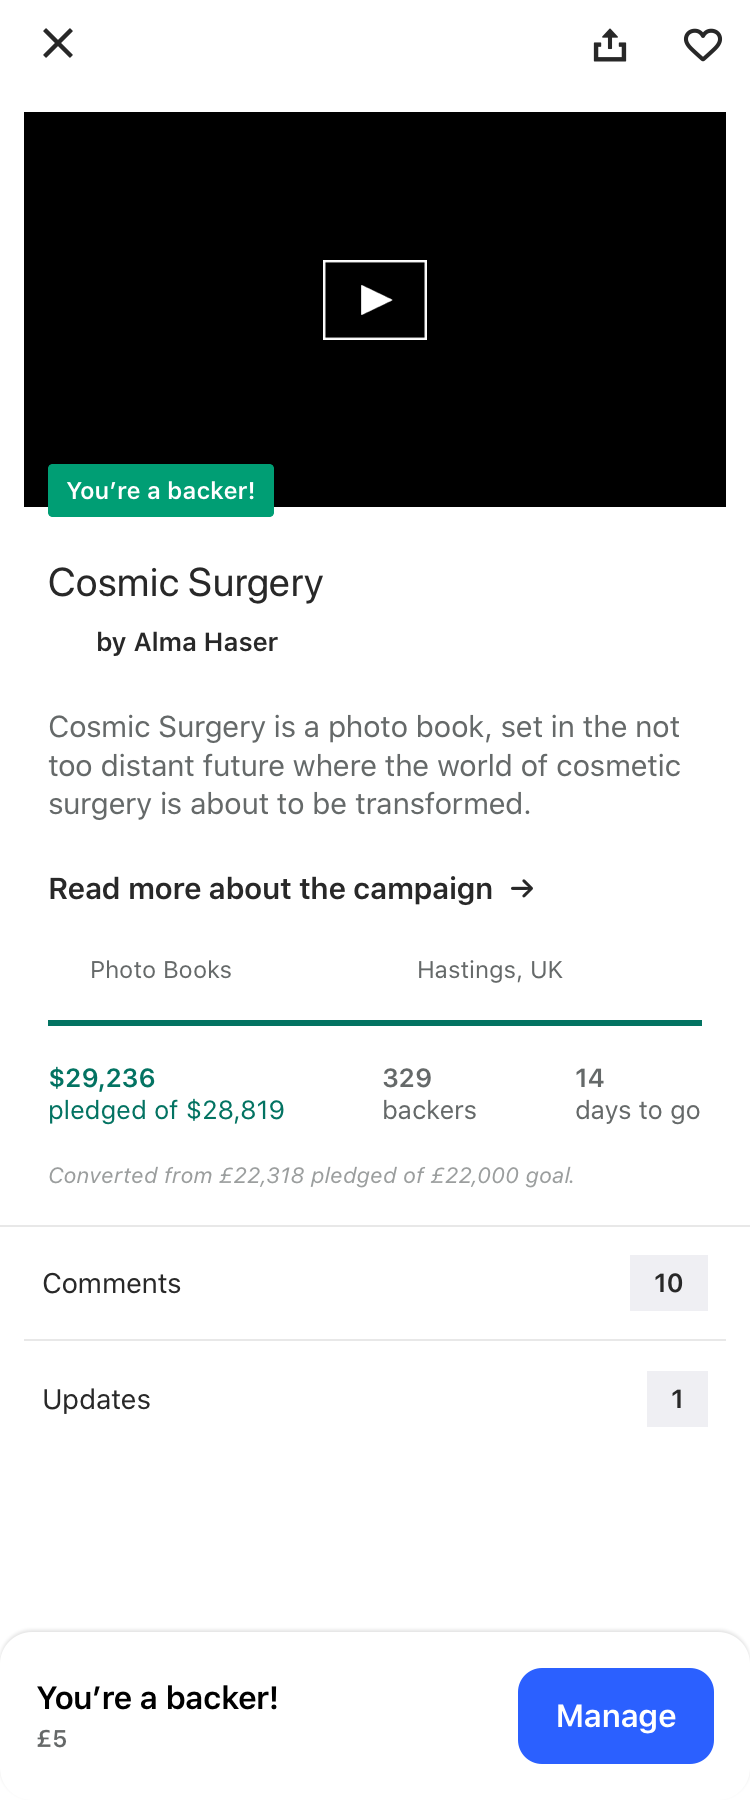 You’re a backer!
Cosmic Surgery
by Alma Haser
Cosmic Surgery is a photo book, set in the not
too distant future where the world of cosmetic
surgery is about to be transformed.
Read more about the campaign →
Photo Books
Hastings, UK
$29,236
pledged of $28,819
329
backers
14
days to go
Converted from £22,318 pledged of £22,000 goal.
Comments
10
Updates
1
You’re a backer!
£5
Manage